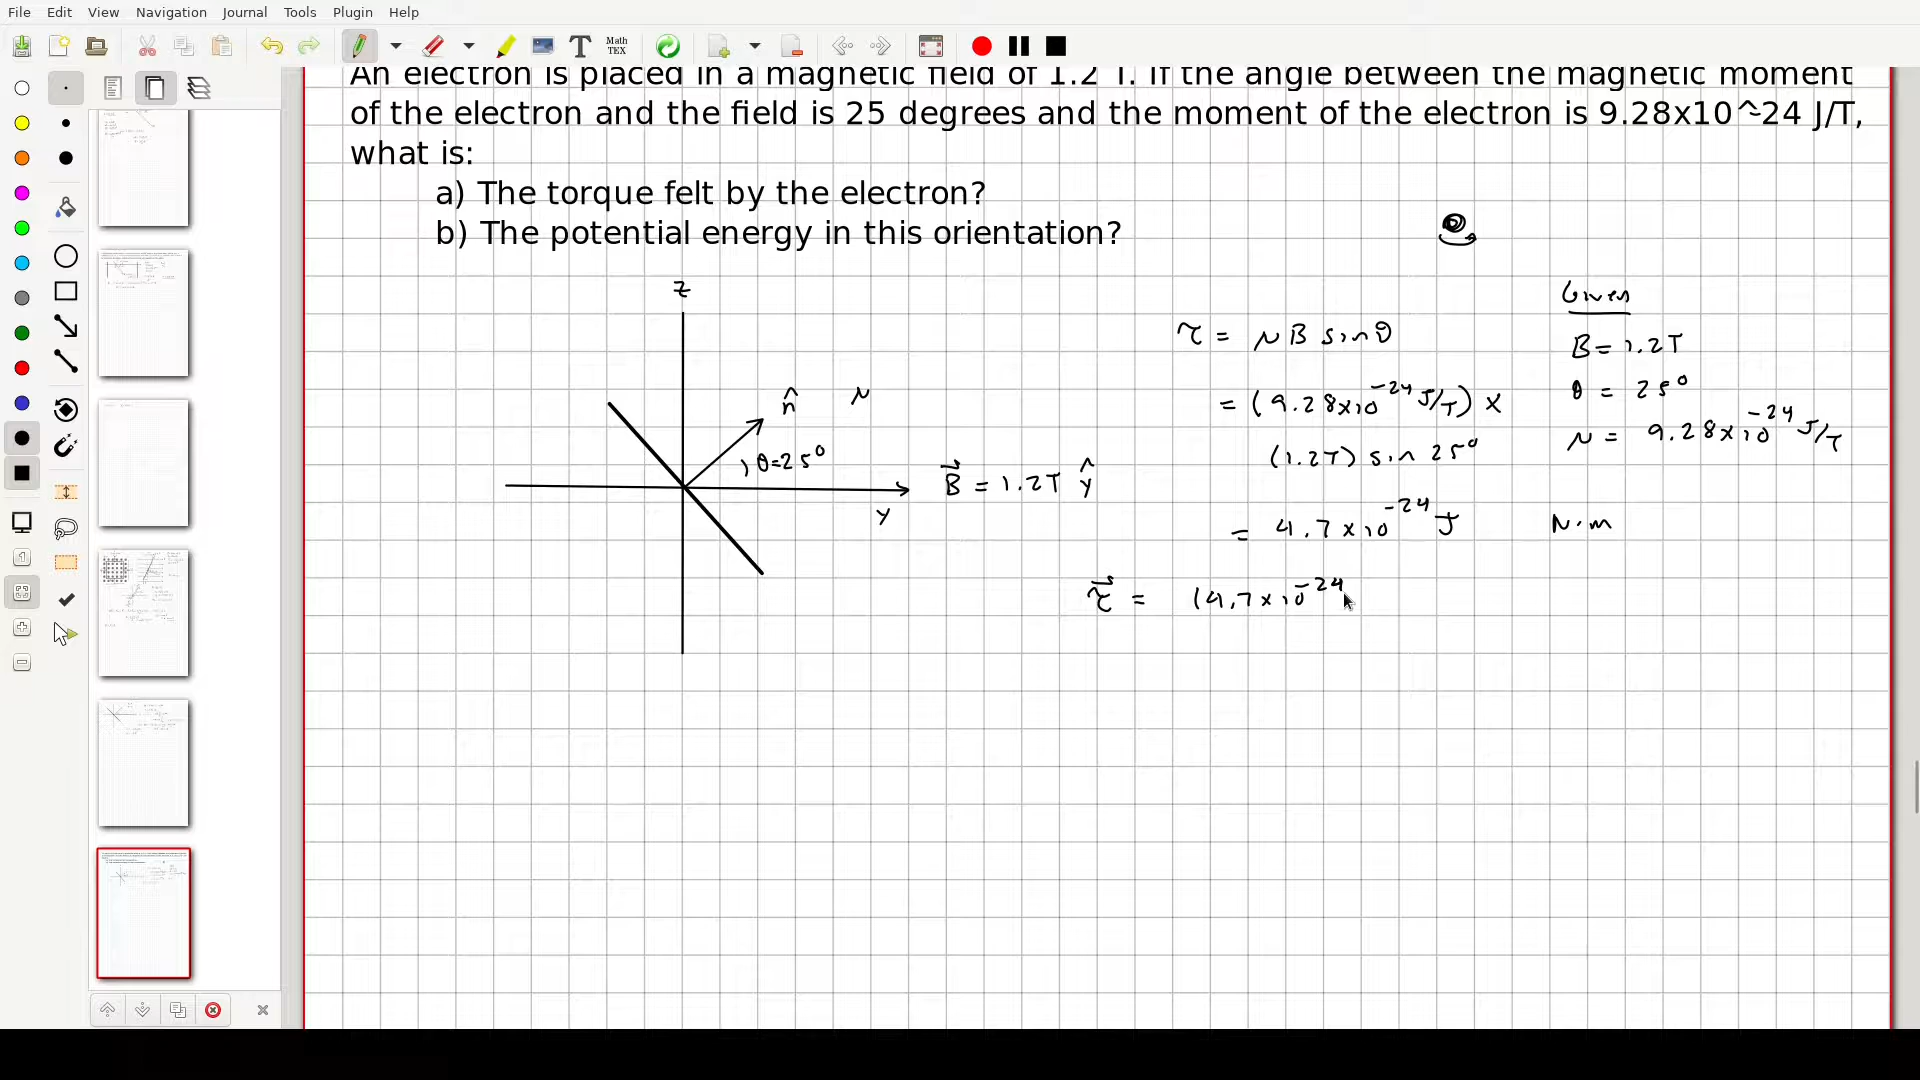 File Edit View Navigation Journal Tools Plugin Help
T Math TEX
An electron is placed in a magnetic field of 1.2 T. If the angle between the magnetic moment
of the electron and the field is 25 degrees and the moment of the electron is 9.28x10^-24 J/T,
what is:
a) The torque felt by the electron?
b) The potential energy in this orientation?
z
n̂ μ
θ=25°
B⃗ = 1.2T ŷ
y
τ = μ B sinθ
= (9.28x10⁻²⁴ J/T) x
(1.2T) sin 25°
= 4.7x10⁻²⁴ J N·m
τ⃗ = (4.7x10⁻²⁴
Given
B = 1.2T
θ = 25°
μ = 9.28x10⁻²⁴ J/T